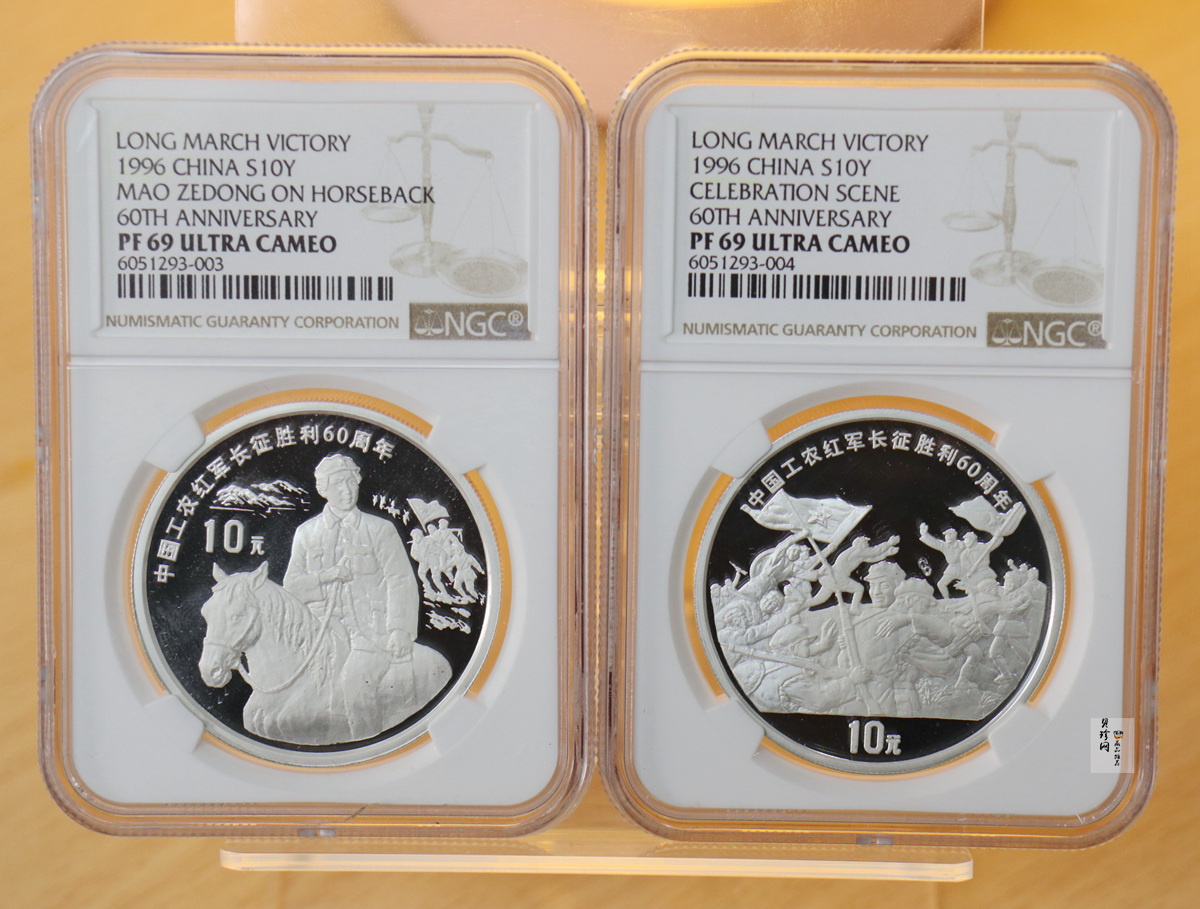 LONG MARCH VICTORY
1996 CHINA S10Y
MAO ZEDONG ON HORSEBACK
60TH ANNIVERSARY
PF 69 ULTRA CAMEO
6051293-003
NUMISMATIC GUARANTY CORPORATION
NGC®
中国工农红军长征胜利60周年
10元
LONG MARCH VICTORY
1996 CHINA S10Y
CELEBRATION SCENE
60TH ANNIVERSARY
PF 69 ULTRA CAMEO
6051293-004
NUMISMATIC GUARANTY CORPORATION
NGC®
中国工农红军长征胜利60周年
10元